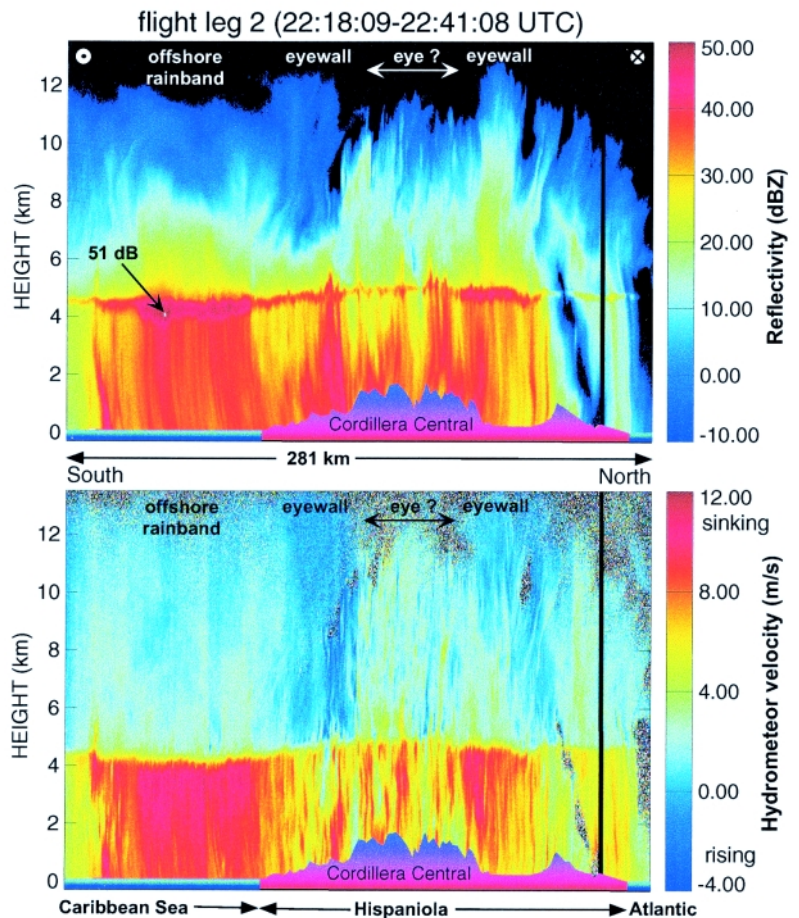 flight leg 2 (22:18:09-22:41:08 UTC)
offshore
rainband
eyewall
eye ?
eyewall
50.00
40.00
30.00
20.00
10.00
0.00
-10.00
Reflectivity (dBZ)
HEIGHT (km)
12
10
8
6
4
2
0
51 dB
Cordillera Central
281 km
South
North
offshore
rainband
eyewall
eye ?
eyewall
12.00
sinking
8.00
4.00
0.00
rising
-4.00
Hydrometeor velocity (m/s)
HEIGHT (km)
12
10
8
6
4
2
0
Cordillera Central
Caribbean Sea
Hispaniola
Atlantic